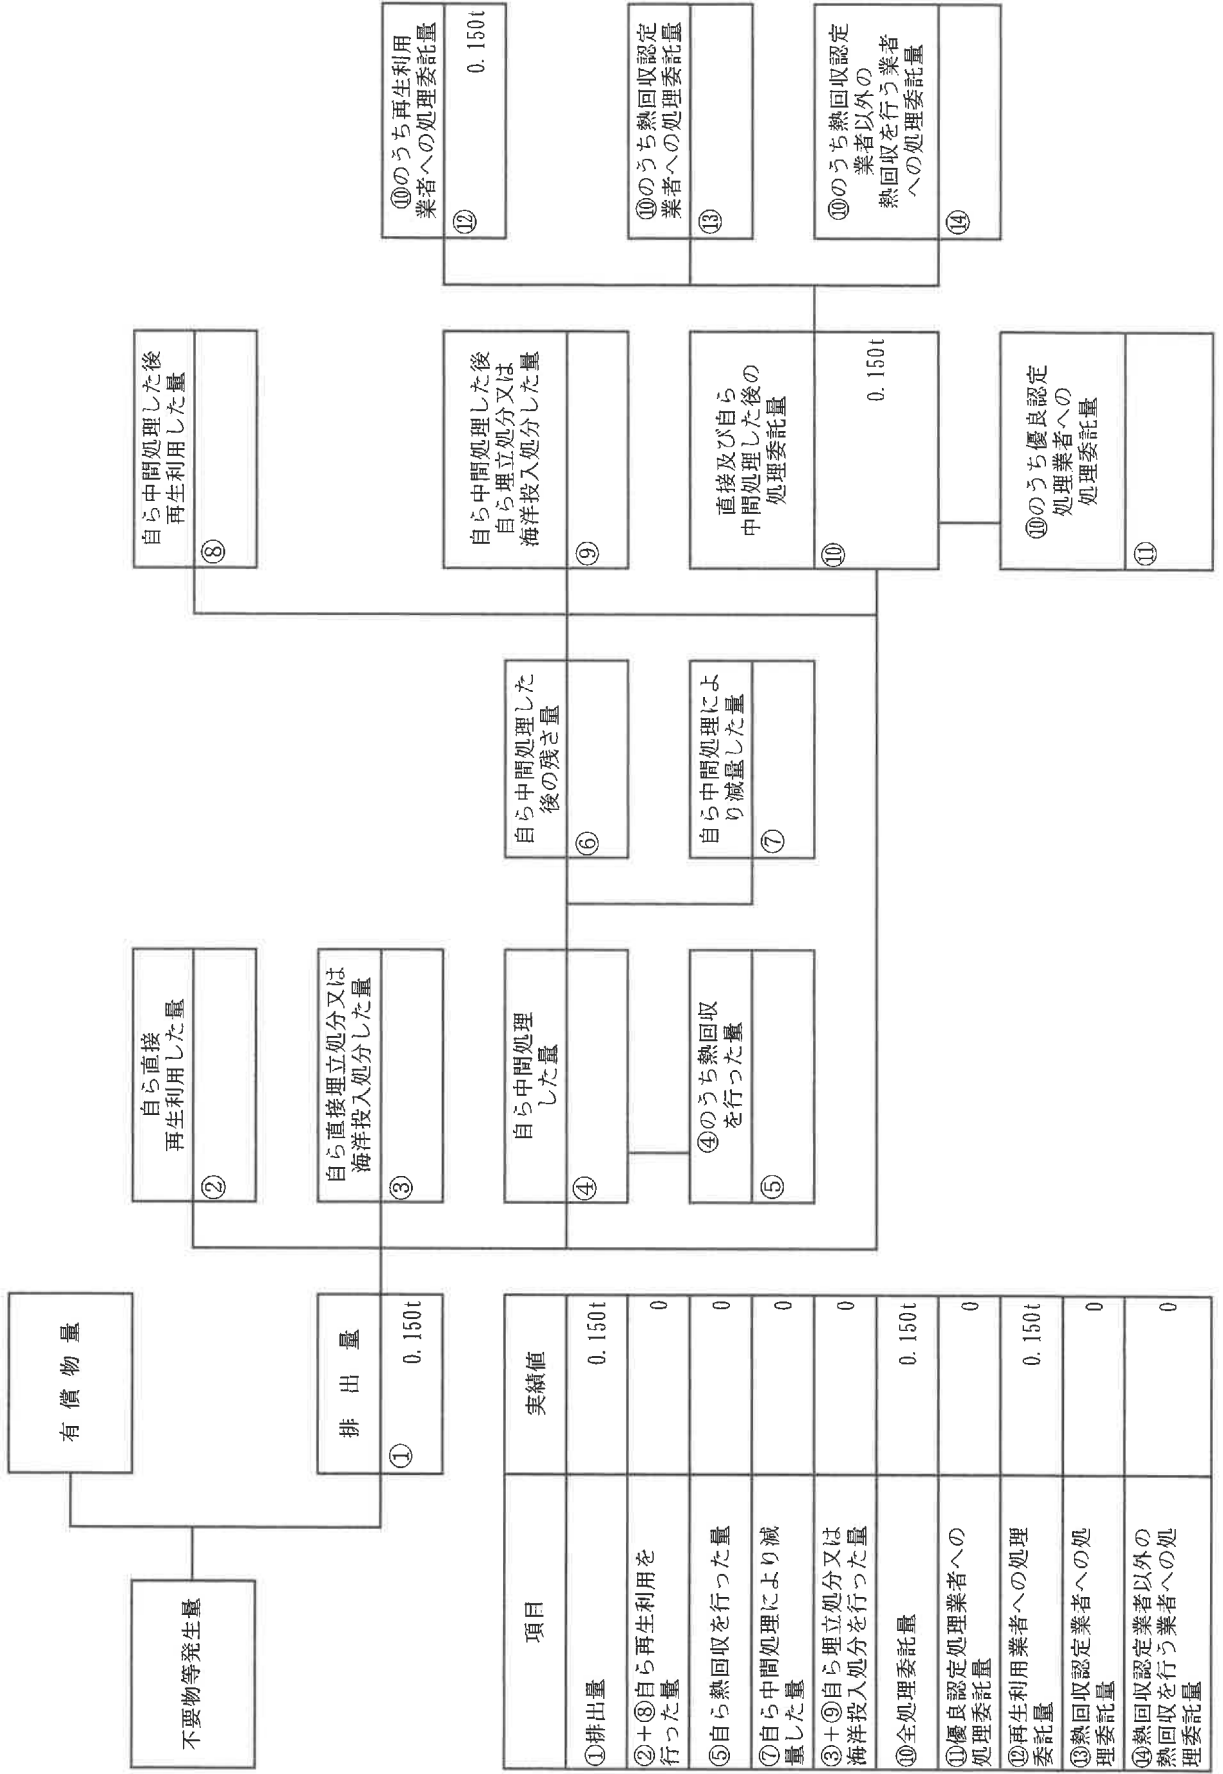 不要物等発生量
有償物量
排出量
① 0.150t
自ら直接
再生利用した量
②
自ら直接埋立処分又は
海洋投入処分した量
③
自ら中間処理
した量
④
④のうち熱回収
を行った量
⑤
自ら中間処理した
後の残さ量
⑥
自ら中間処理によ
り減量した量
⑦
自ら中間処理した後
再生利用した量
⑧
自ら中間処理した後
自ら埋立処分又は
海洋投入処分した量
⑨
直接及び自ら
中間処理した後の
処理委託量
⑩ 0.150t
⑩のうち優良認定
処理業者への
処理委託量
⑪
⑩のうち再生利用
業者への処理委託量
⑫ 0.150t
⑩のうち熱回収認定
業者への処理委託量
⑬
⑩のうち熱回収認定
業者以外の
熱回収を行う業者
への処理委託量
⑭
項目 実績値
①排出量 0.150t
②+⑧自ら再生利用を
行った量 0
⑤自ら熱回収を行った量 0
⑦自ら中間処理により減
量した量 0
③+⑨自ら埋立処分又は
海洋投入処分を行った量 0
⑩全処理委託量 0.150t
⑪優良認定処理業者への
処理委託量 0
⑫再生利用業者への処理
委託量 0.150t
⑬熱回収認定業者への処
理委託量 0
⑭熱回収認定業者以外の
熱回収を行う業者への処
理委託量 0